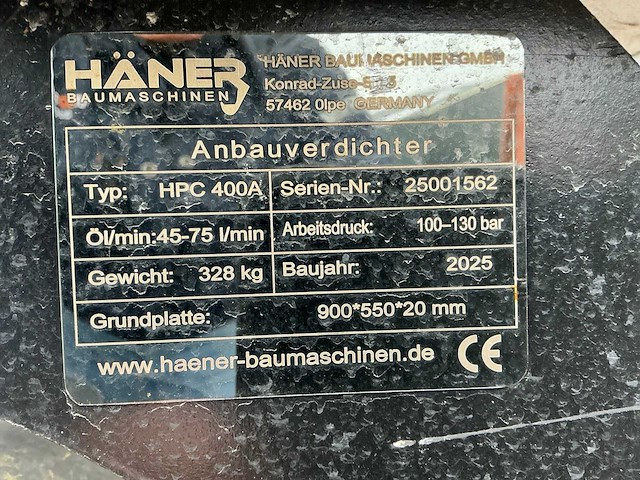 HÄNER
BAUMASCHINEN
HÄNER BAUMASCHINEN GMBH
Konrad-Zuse-S
57462 Olpe GERMANY
Anbauverdichter
Typ: HPC 400A Serien-Nr.: 25001562
Öl/min:45-75 l/min Arbeitsdruck: 100–130 bar
Gewicht: 328 kg Baujahr: 2025
Grundplatte: 900*550*20 mm
www.haener-baumaschinen.de CE